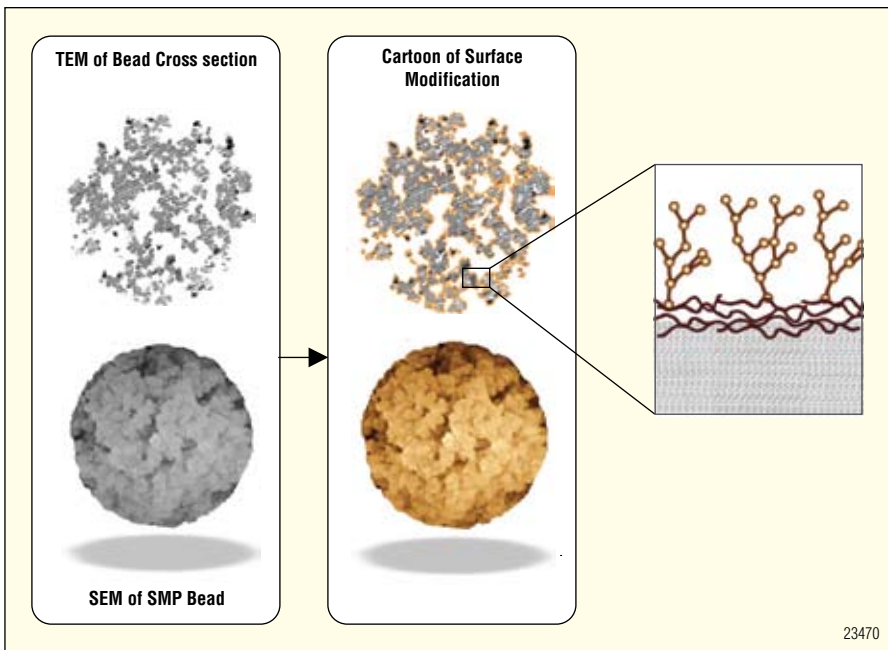 TEM of Bead Cross section
SEM of SMP Bead
Cartoon of Surface
Modification
23470